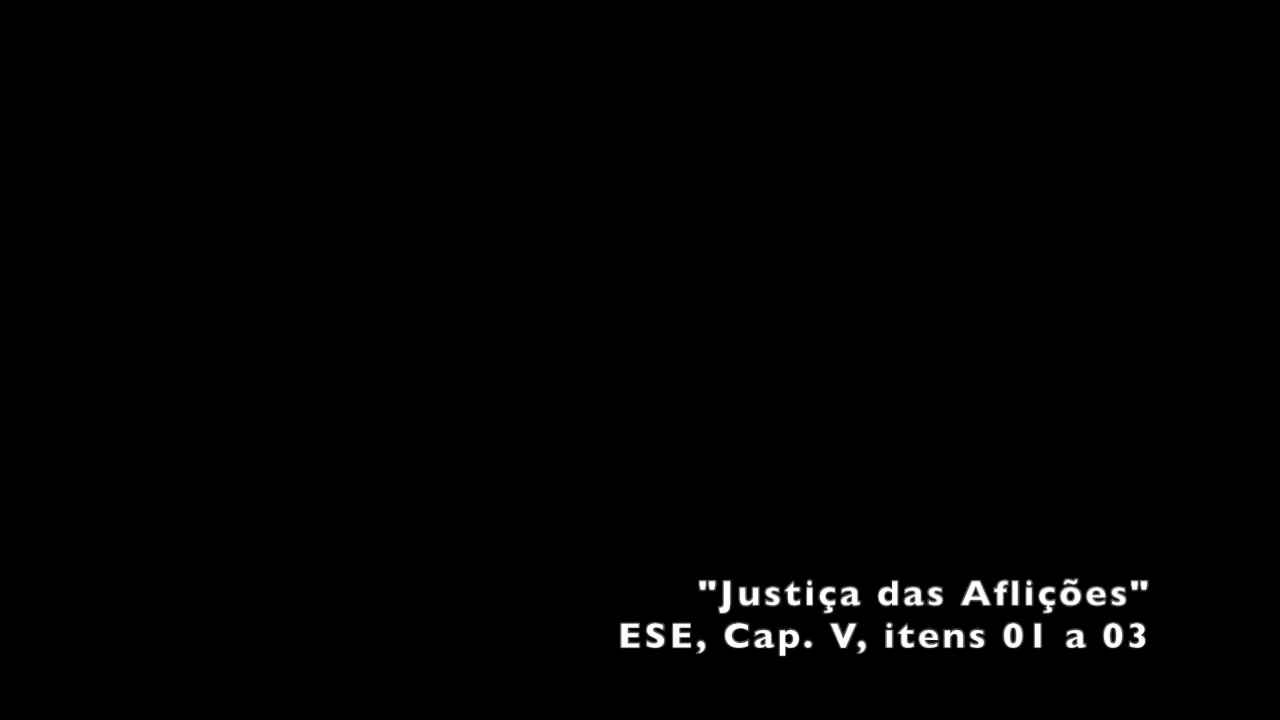 "Justiça das Aflições"
ESE, Cap. V, itens 01 a 03